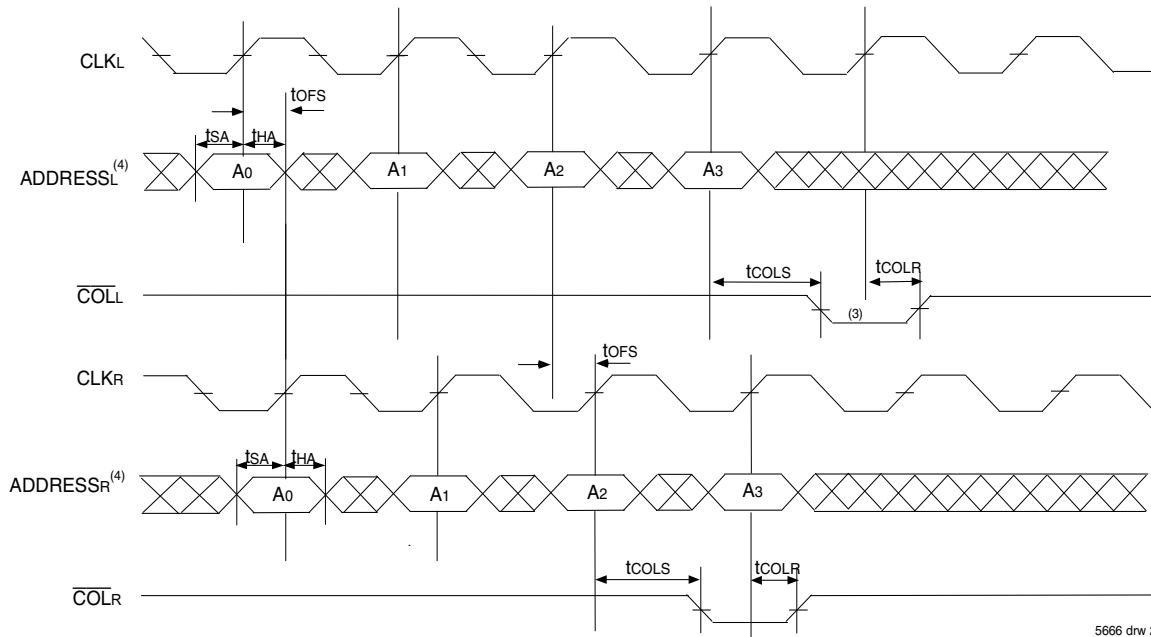 CLKL
tOFS
tSA tHA
ADDRESSL(4)
A0 A1 A2 A3
tCOLS tCOLR
COLL
(3)
tOFS
CLKR
tSA tHA
ADDRESSR(4)
A0 A1 A2 A3
tCOLS tCOLR
COLR